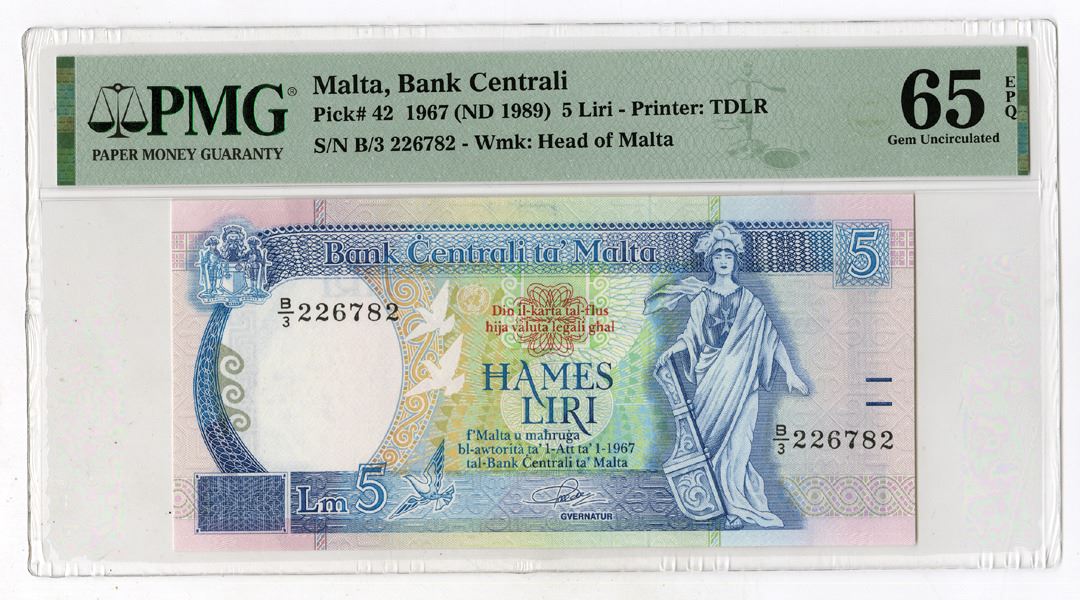 PMG®
PAPER MONEY GUARANTY
Malta, Bank Centrali
Pick# 42 1967 (ND 1989) 5 Liri - Printer: TDLR
S/N B/3 226782 - Wmk: Head of Malta
65
EPQ
Gem Uncirculated
Bank Ċentrali ta' Malta
5
B/3 226782
Din il-karta tal-flus
hija valuta legali għal
ĦAMES
LIRI
f'Malta u maħruġa
bl-awtorità ta' l-Att ta' l-1967
tal-Bank Ċentrali ta' Malta
B/3 226782
Lm 5
GVERNATUR